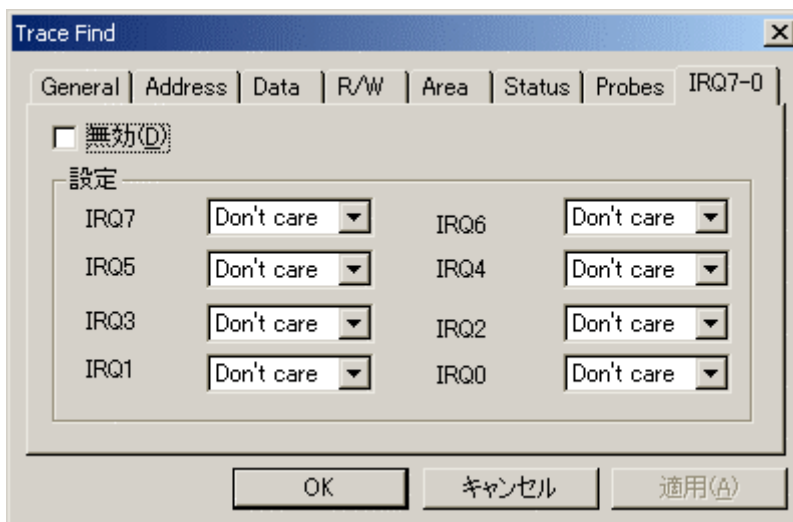 Trace Find
General Address Data R/W Area Status Probes IRQ7-0
無効(D)
設定
IRQ7 Don't care IRQ6 Don't care
IRQ5 Don't care IRQ4 Don't care
IRQ3 Don't care IRQ2 Don't care
IRQ1 Don't care IRQ0 Don't care
OK キャンセル 適用(A)